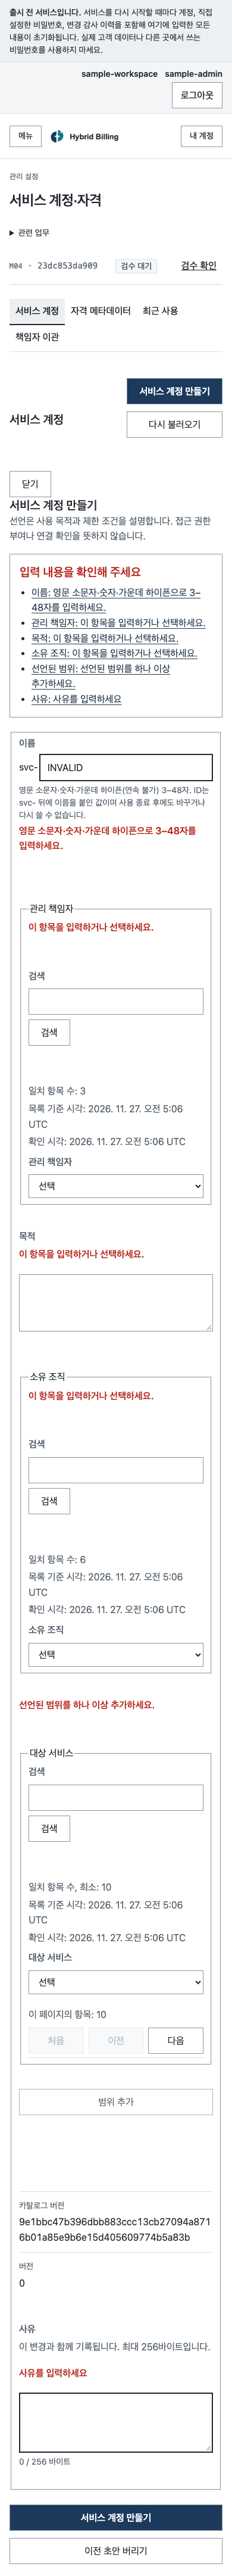 출시 전 서비스입니다. 서비스를 다시 시작할 때마다 계정, 직접
설정한 비밀번호, 변경 감사 이력을 포함해 여기에 입력한 모든
내용이 초기화됩니다. 실제 고객 데이터나 다른 곳에서 쓰는
비밀번호를 사용하지 마세요.
sample-workspace sample-admin
로그아웃
메뉴 Hybrid Billing 내 계정
관리 설정
서비스 계정·자격
▶ 관련 업무
M04 · 23dc853da909 검수 대기 검수 확인
서비스 계정 자격 메타데이터 최근 사용
책임자 이관
서비스 계정 만들기
서비스 계정
다시 불러오기
닫기
서비스 계정 만들기
선언은 사용 목적과 제한 조건을 설명합니다. 접근 권한
부여나 연결 확인을 뜻하지 않습니다.
입력 내용을 확인해 주세요
이름: 영문 소문자·숫자·가운데 하이픈으로 3–
48자를 입력하세요.
관리 책임자: 이 항목을 입력하거나 선택하세요.
목적: 이 항목을 입력하거나 선택하세요.
소유 조직: 이 항목을 입력하거나 선택하세요.
선언된 범위: 선언된 범위를 하나 이상
추가하세요.
사유: 사유를 입력하세요
이름
svc- INVALID
영문 소문자·숫자·가운데 하이픈(연속 불가) 3–48자. ID는
svc- 뒤에 이름을 붙인 값이며 사용 종료 후에도 바꾸거나
다시 쓸 수 없습니다.
영문 소문자·숫자·가운데 하이픈으로 3–48자를
입력하세요.
관리 책임자
이 항목을 입력하거나 선택하세요.
검색
검색
일치 항목 수: 3
목록 기준 시각: 2026. 11. 27. 오전 5:06
UTC
확인 시각: 2026. 11. 27. 오전 5:06 UTC
관리 책임자
선택
목적
이 항목을 입력하거나 선택하세요.
소유 조직
이 항목을 입력하거나 선택하세요.
검색
검색
일치 항목 수: 6
목록 기준 시각: 2026. 11. 27. 오전 5:06
UTC
확인 시각: 2026. 11. 27. 오전 5:06 UTC
소유 조직
선택
선언된 범위를 하나 이상 추가하세요.
대상 서비스
검색
검색
일치 항목 수, 최소: 10
목록 기준 시각: 2026. 11. 27. 오전 5:06
UTC
확인 시각: 2026. 11. 27. 오전 5:06 UTC
대상 서비스
선택
이 페이지의 항목: 10
처음 이전 다음
범위 추가
카탈로그 버전
9e1bbc47b396dbb883ccc13cb27094a871
6b01a85e9b6e15d405609774b5a83b
버전
0
사유
이 변경과 함께 기록됩니다. 최대 256바이트입니다.
사유를 입력하세요
0 / 256 바이트
서비스 계정 만들기
이전 초안 버리기